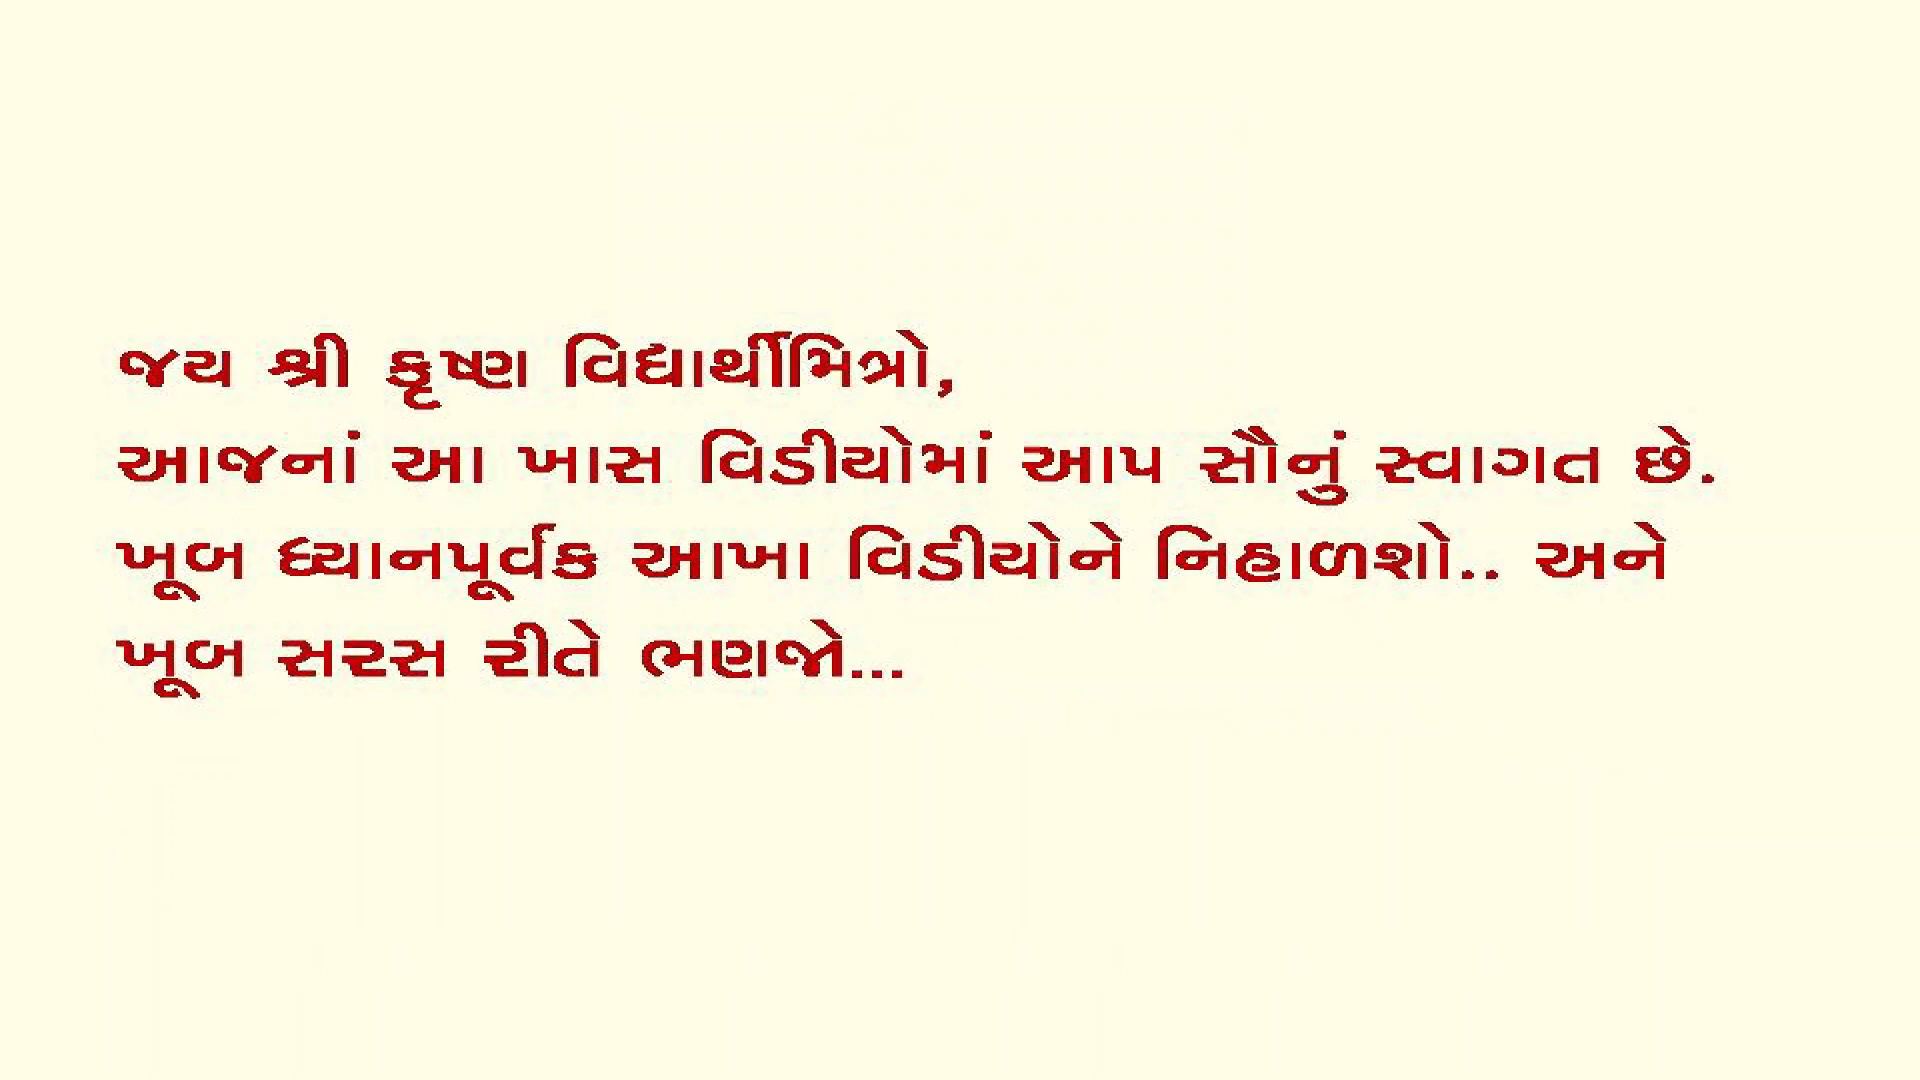 જય શ્રી કૃષ્ણ વિદ્યાર્થીમિત્રો,
આજનાં આ ખાસ વિડીયોમાં આપ સૌનું સ્વાગત છે.
ખૂબ ધ્યાનપૂર્વક આખા વિડીયોને નિહાળશો.. અને
ખૂબ સરસ રીતે ભણજો...